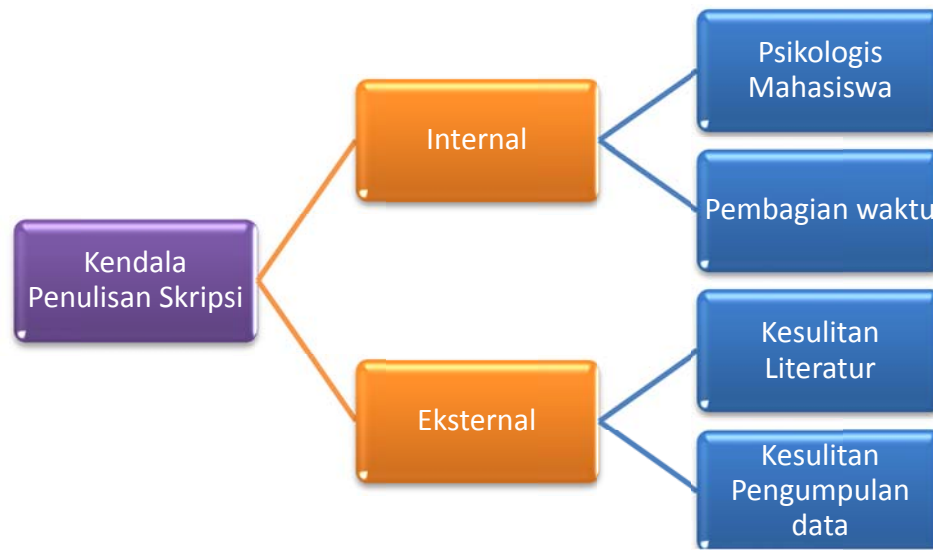 Kendala
Penulisan Skripsi
Internal
Psikologis
Mahasiswa
Pembagian waktu
Eksternal
Kesulitan
Literatur
Kesulitan
Pengumpulan
data